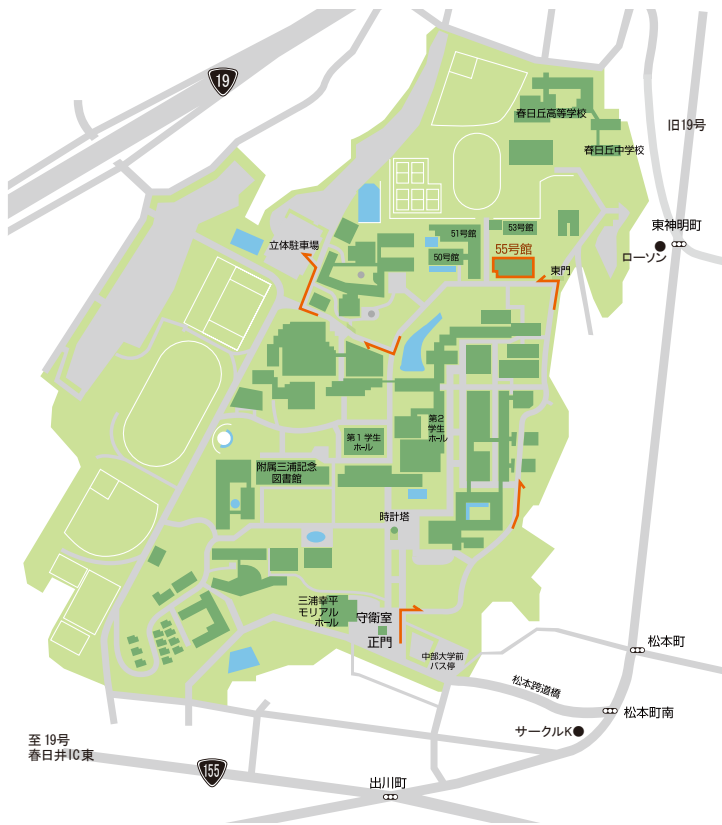 19
春日丘高等学校
旧19号
春日丘中学校
東神明町
51号館
53号館
立体駐車場
55号館
50号館
ローソン
東門
第2
学生
ホール
第1学生
ホール
附属三浦記念
図書館
時計塔
三浦幸平
モリアル
ホール
守衛室
正門
松本町
中部大学前
バス停
松本跨道橋
松本町南
サークルK
至19号
春日井IC東
155
出川町